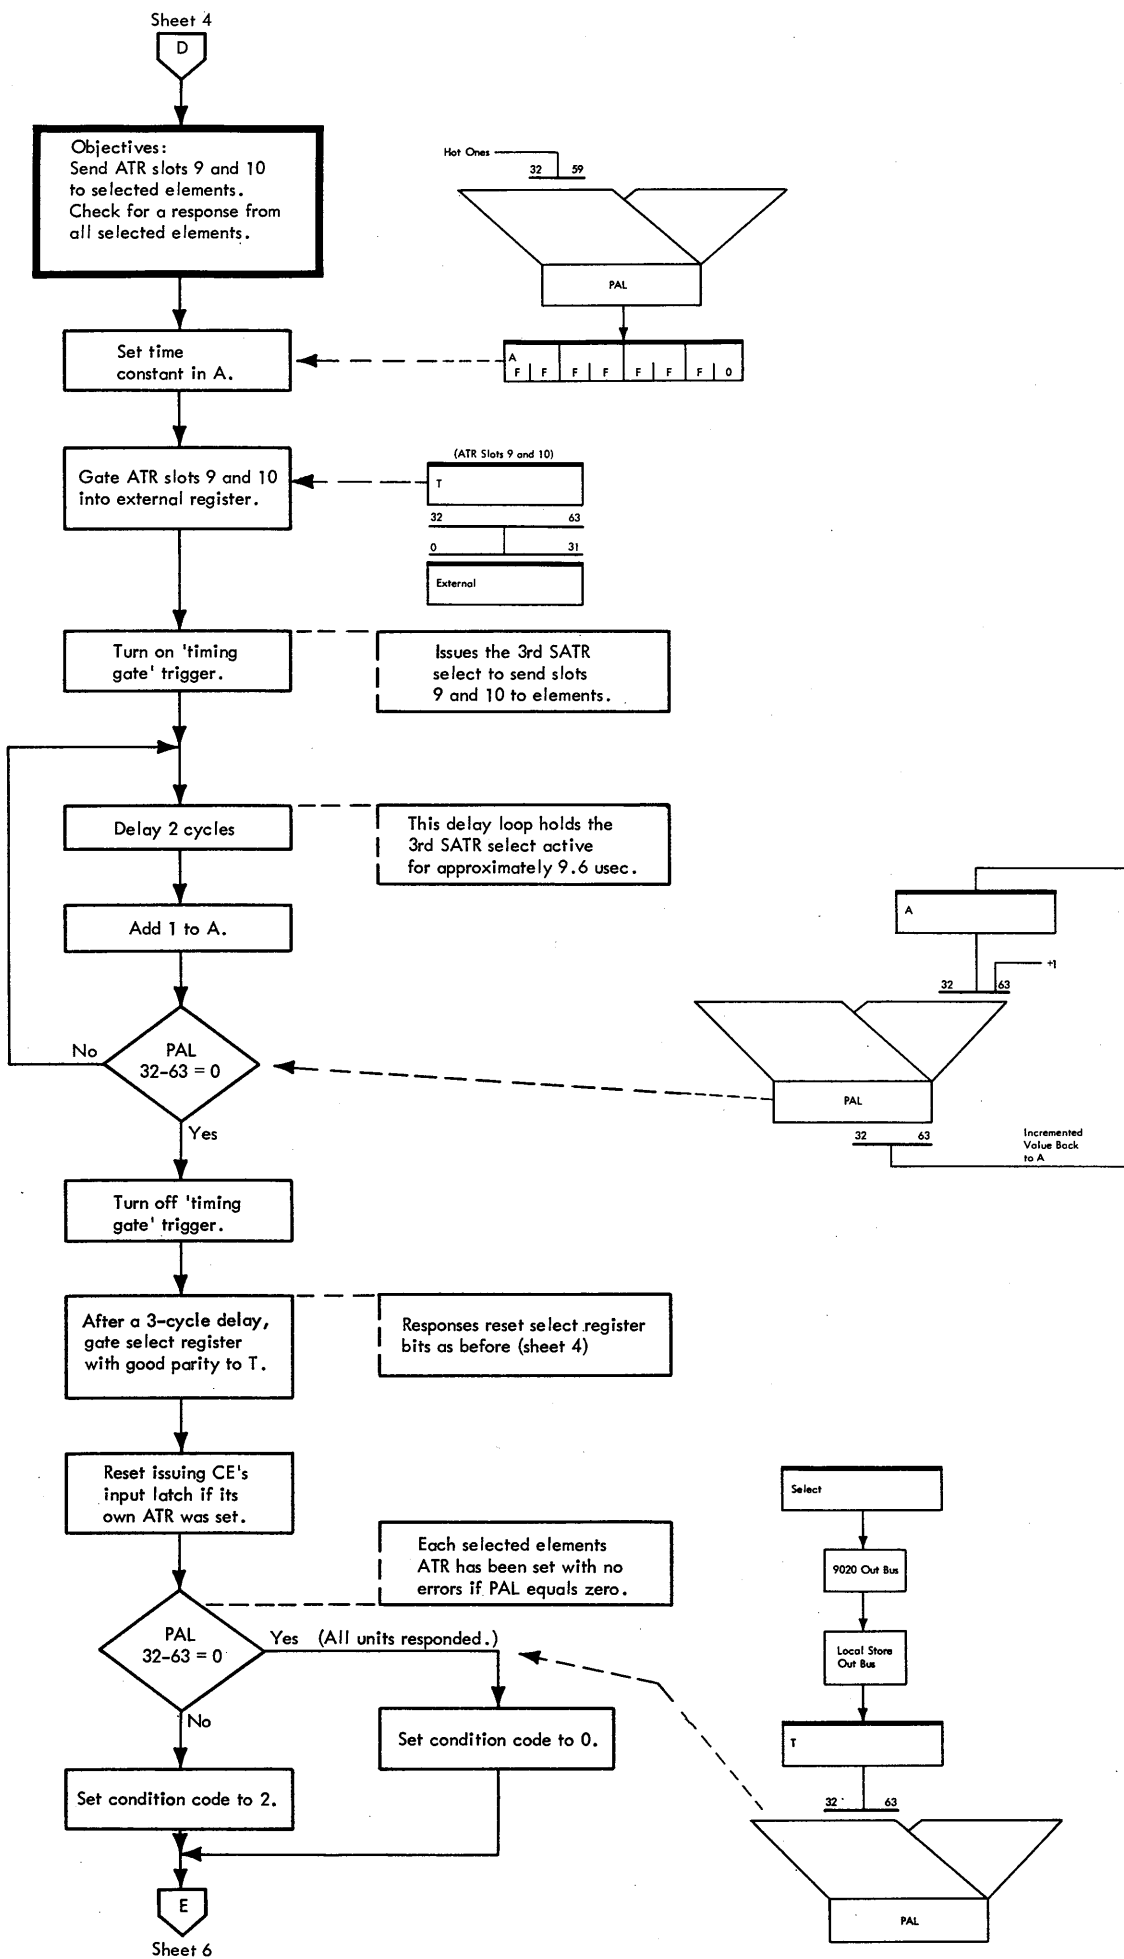 Sheet 4
D
Objectives:
Send ATR slots 9 and 10
to selected elements.
Check for a response from
all selected elements.
Hot Ones
32 59
PAL
Set time
constant in A.
A
F F F F F F F 0
Gate ATR slots 9 and 10
into external register.
(ATR Slots 9 and 10)
T
32 63
0 31
External
Turn on 'timing
gate' trigger.
Issues the 3rd SATR
select to send slots
9 and 10 to elements.
Delay 2 cycles
This delay loop holds the
3rd SATR select active
for approximately 9.6 usec.
Add 1 to A.
A
+1
32 63
No
PAL
32-63 = 0
Yes
PAL
32 63
Incremented
Value Back
to A
Turn off 'timing
gate' trigger.
After a 3-cycle delay,
gate select register
with good parity to T.
Responses reset select register
bits as before (sheet 4)
Reset issuing CE's
input latch if its
own ATR was set.
Select
Each selected elements
ATR has been set with no
errors if PAL equals zero.
9020 Out Bus
PAL
32-63 = 0
Yes (All units responded.)
No
Local Store
Out Bus
Set condition code to 0.
T
Set condition code to 2.
32 63
PAL
E
Sheet 6